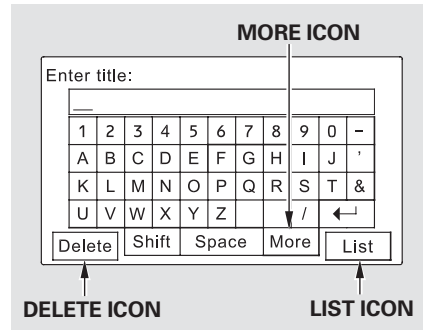 MORE ICON
Enter title:
1 2 3 4 5 6 7 8 9 0 –
A B C D E F G H I J '
K L M N O P Q R S T &
U V W X Y Z /
Delete Shift Space More List
DELETE ICON LIST ICON